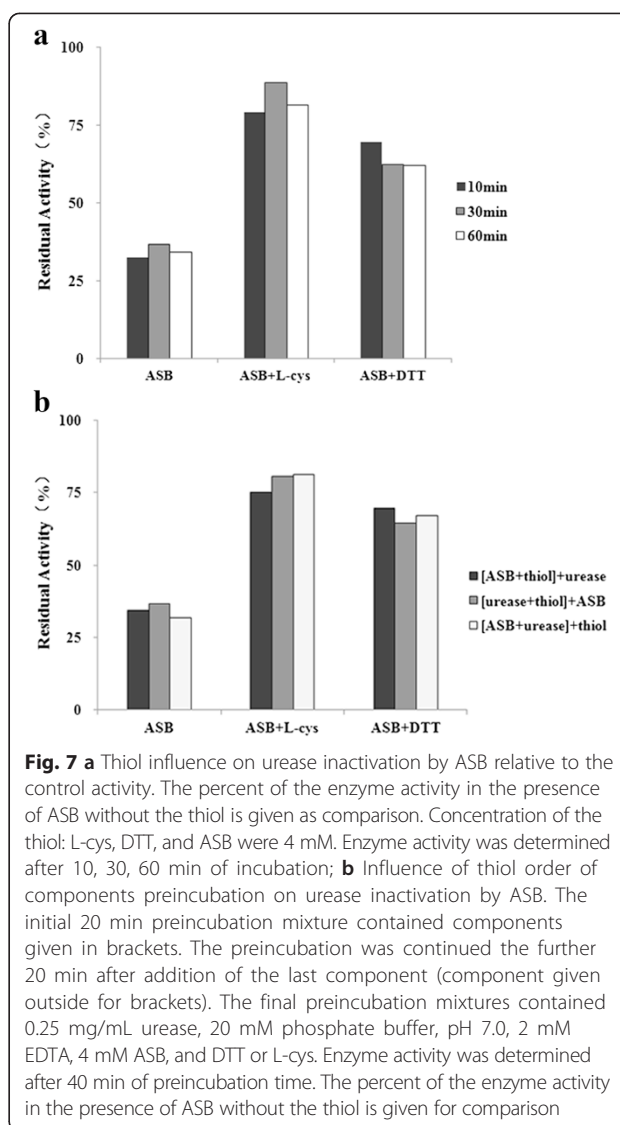 a
100
75
50
25
0
Residual Activity (%)
10min
30min
60min
ASB
ASB+L-cys
ASB+DTT
b
100
75
50
25
0
Residual Activity (%)
[ASB+thiol]+urease
[urease+thiol]+ASB
[ASB+urease]+thiol
ASB
ASB+L-cys
ASB+DTT
Fig. 7 a Thiol influence on urease inactivation by ASB relative to the
control activity. The percent of the enzyme activity in the presence
of ASB without the thiol is given as comparison. Concentration of the
thiol: L-cys, DTT, and ASB were 4 mM. Enzyme activity was determined
after 10, 30, 60 min of incubation; b Influence of thiol order of
components preincubation on urease inactivation by ASB. The
initial 20 min preincubation mixture contained components
given in brackets. The preincubation was continued the further
20 min after addition of the last component (component given
outside for brackets). The final preincubation mixtures contained
0.25 mg/mL urease, 20 mM phosphate buffer, pH 7.0, 2 mM
EDTA, 4 mM ASB, and DTT or L-cys. Enzyme activity was determined
after 40 min of preincubation time. The percent of the enzyme activity
in the presence of ASB without the thiol is given for comparison